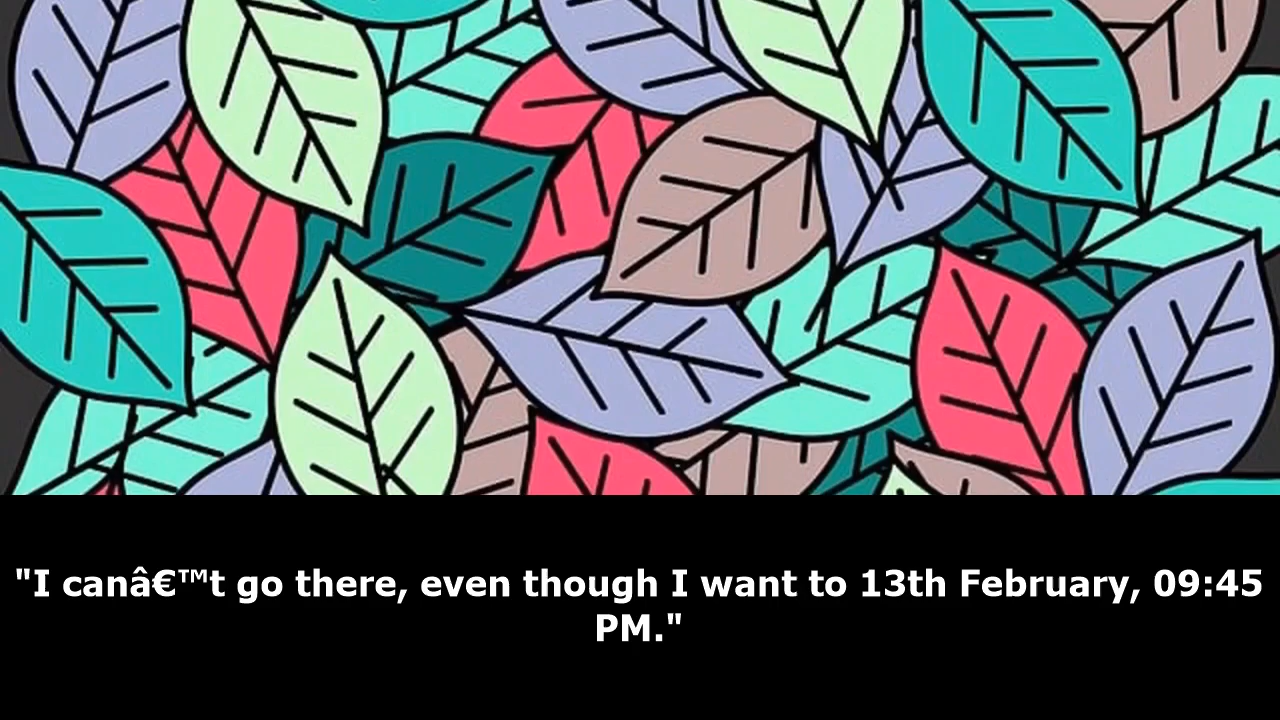 "I canâ€™t go there, even though I want to 13th February, 09:45
PM."